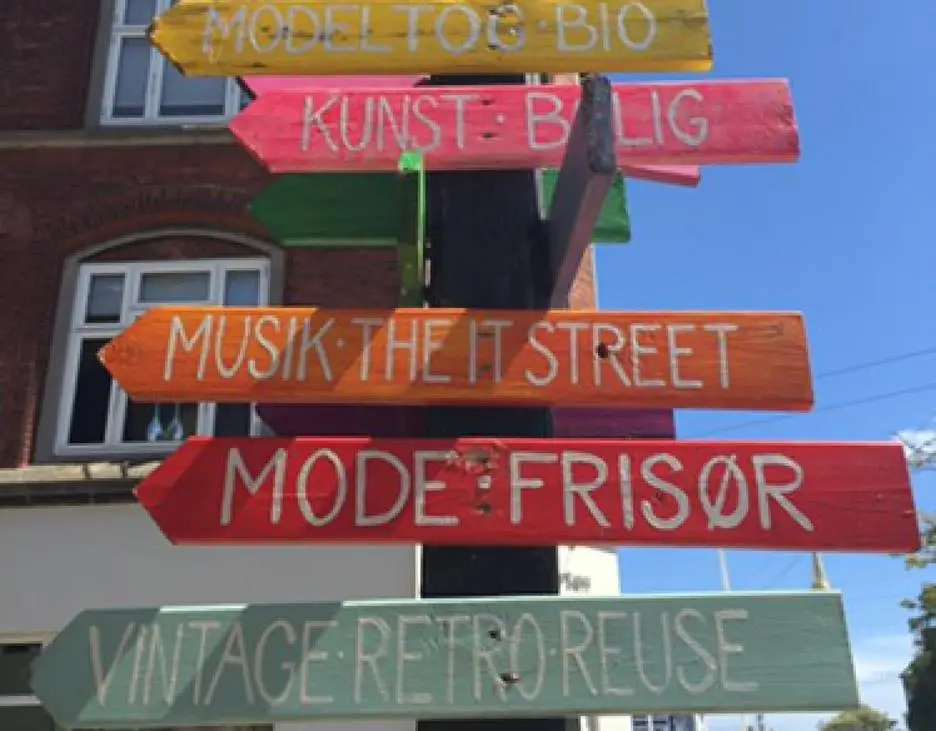 MODELTOG · BIO
KUNST · BOLIG
MUSIK · THE IT STREET
MODE · FRISØR
VINTAGE · RETRO · REUSE